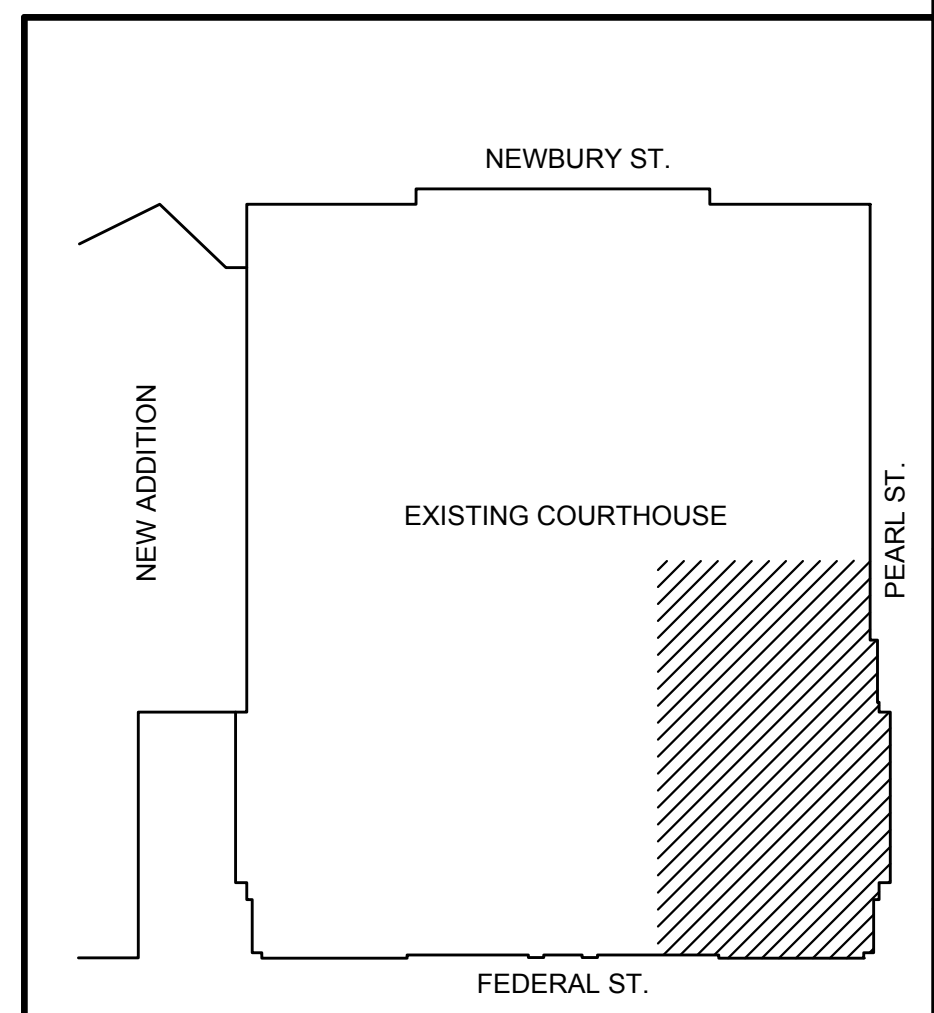 NEWBURY ST.
NEW ADDITION
EXISTING COURTHOUSE
PEARL ST.
FEDERAL ST.